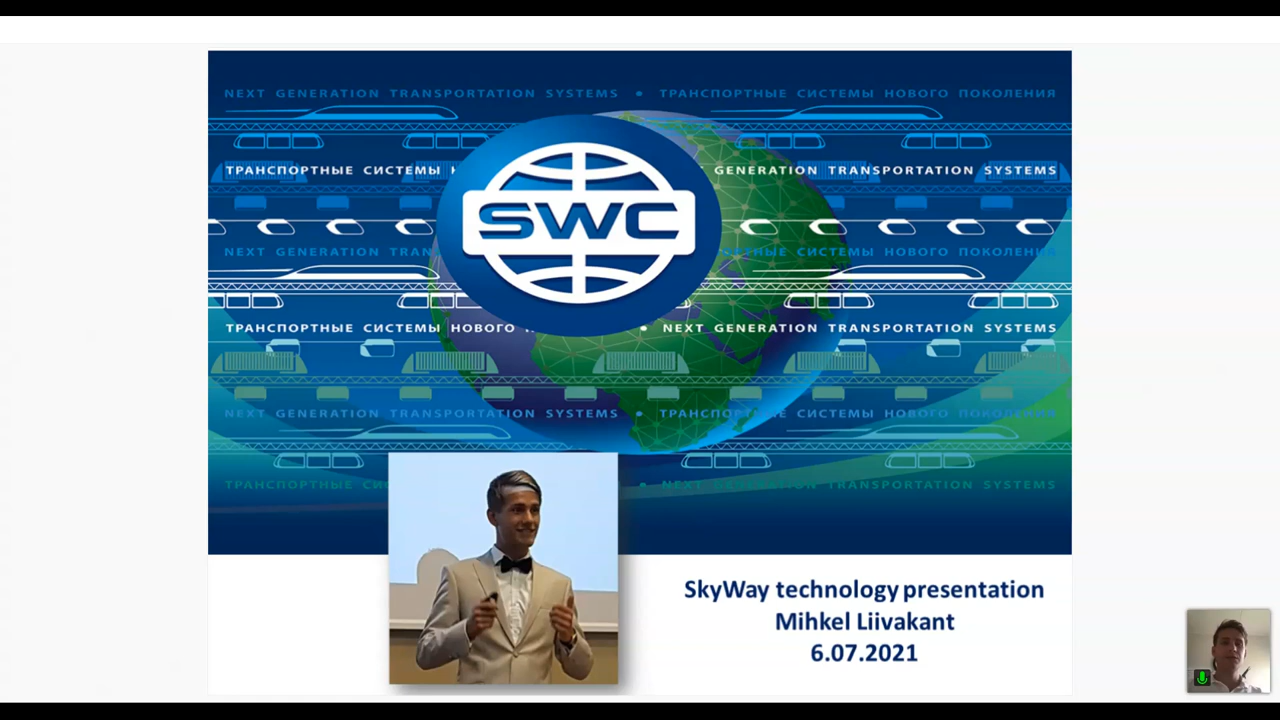 NEXT GENERATION TRANSPORTATION SYSTEMS • ТРАНСПОРТНЫЕ СИСТЕМЫ НОВОГО ПОКОЛЕНИЯ
ТРАНСПОРТНЫЕ СИСТЕМЫ GENERATION TRANSPORTATION SYSTEMS
SWC
NEXT GENERATION СИСТЕМЫ НОВОГО ПОКОЛЕНИЯ
ТРАНСПОРТНЫЕ СИСТЕМЫ НОВОГО • NEXT GENERATION TRANSPORTATION SYSTEMS
NEXT GENERATION TRANSPORTATION SYSTEMS • ТРАНСПОРТНЫЕ СИСТЕМЫ НОВОГО ПОКОЛЕНИЯ
ТРАНСПОРТНЫЕ • NEXT GENERATION TRANSPORTATION SYSTEMS
SkyWay technology presentation
Mihkel Liivakant
6.07.2021